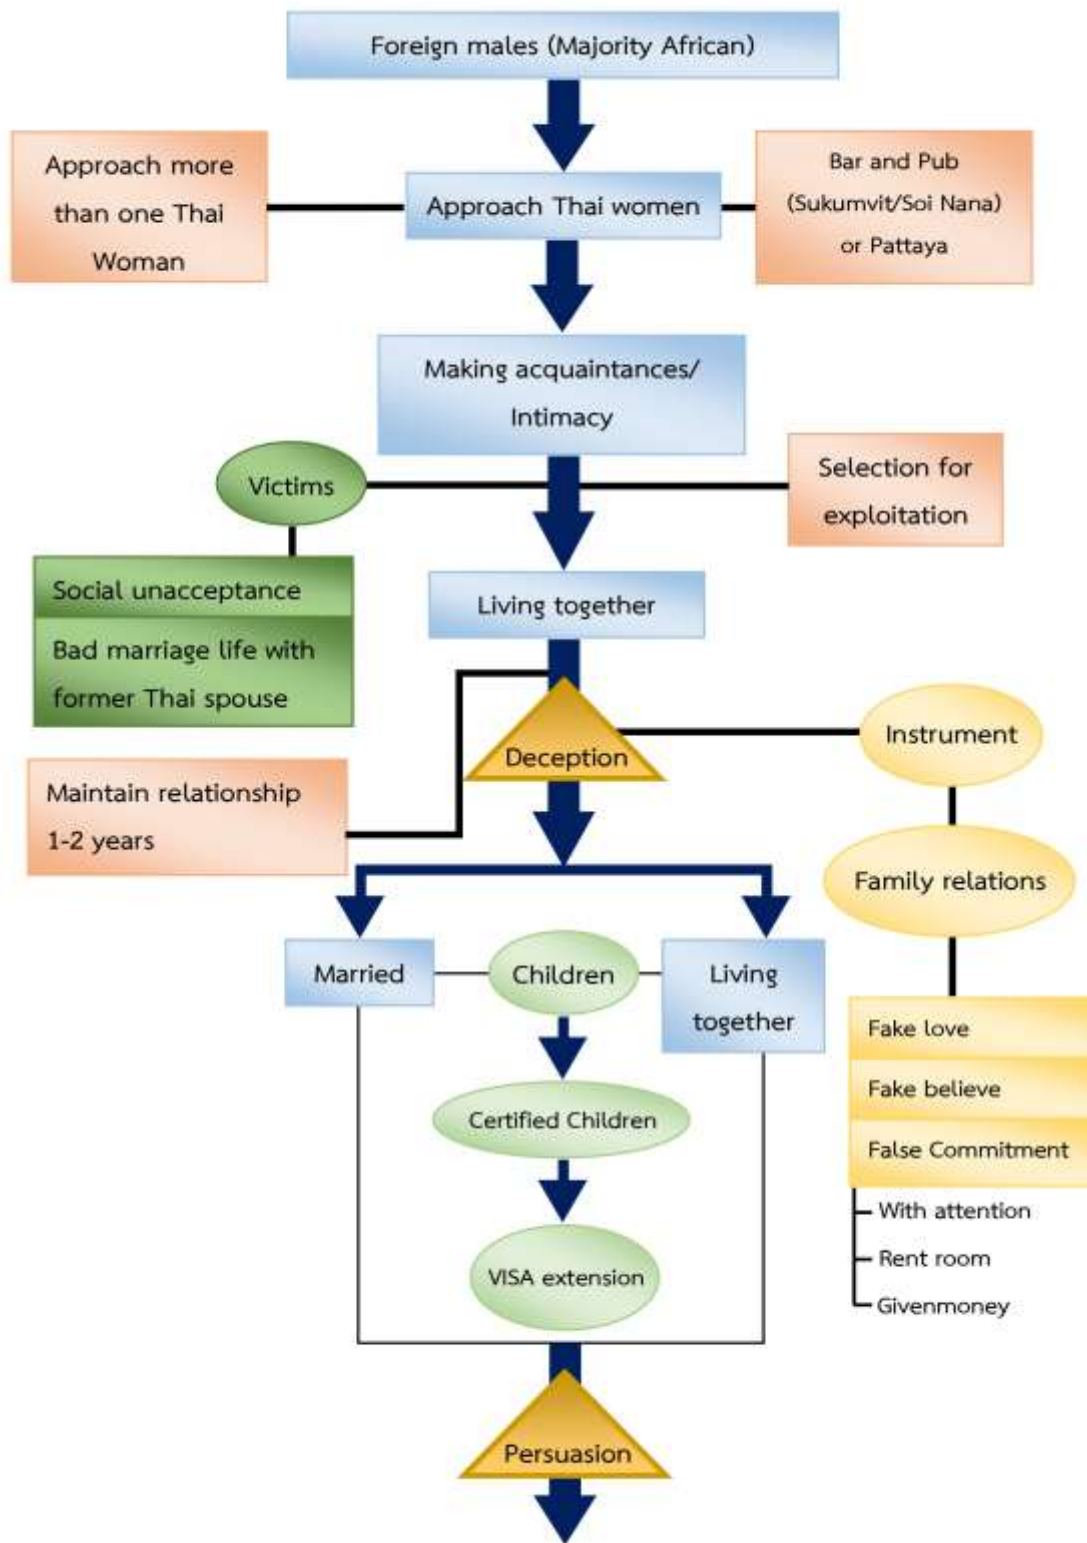 Foreign males (Majority African)
Approach more
than one Thai
Woman
Approach Thai women
Bar and Pub
(Sukumvit/Soi Nana)
or Pattaya
Making acquaintances/
Intimacy
Victims
Selection for
exploitation
Social unacceptance
Bad marriage life with
former Thai spouse
Living together
Deception
Instrument
Maintain relationship
1-2 years
Family relations
Married
Children
Living
together
Fake love
Fake believe
False Commitment
Certified Children
With attention
Rent room
Givenmoney
VISA extension
Persuasion